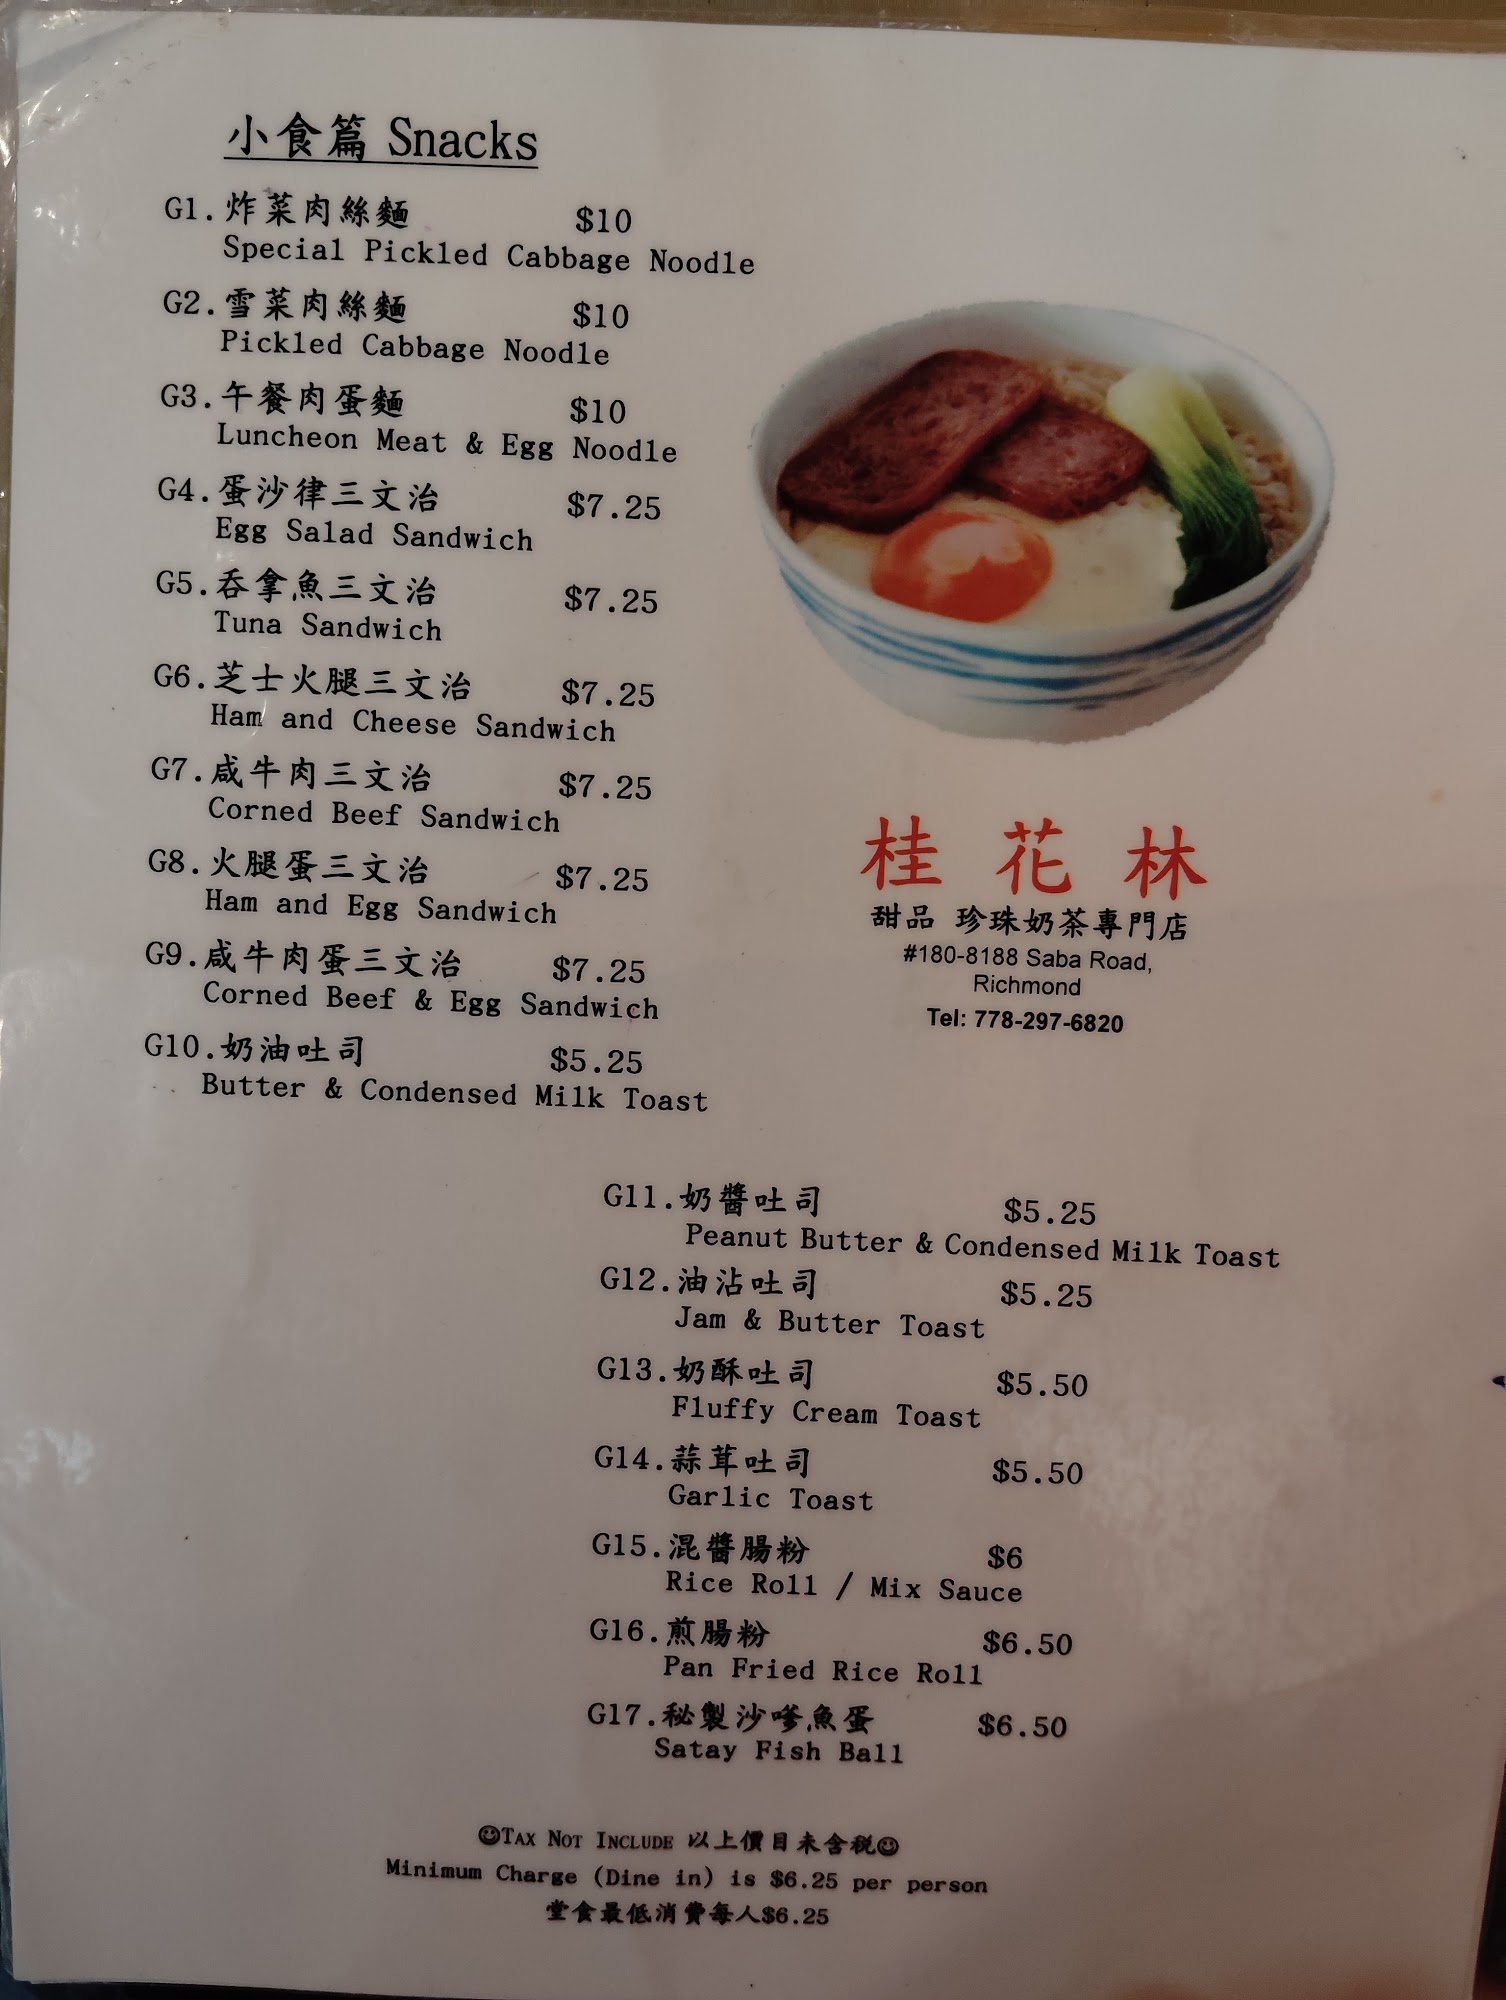 小食篇 Snacks
G1.炸菜肉絲麵 $10
Special Pickled Cabbage Noodle
G2.雪菜肉絲麵 $10
Pickled Cabbage Noodle
G3.午餐肉蛋麵 $10
Luncheon Meat & Egg Noodle
G4.蛋沙律三文治 $7.25
Egg Salad Sandwich
G5.吞拿魚三文治 $7.25
Tuna Sandwich
G6.芝士火腿三文治 $7.25
Ham and Cheese Sandwich
G7.咸牛肉三文治 $7.25
Corned Beef Sandwich
G8.火腿蛋三文治 $7.25
Ham and Egg Sandwich
G9.咸牛肉蛋三文治 $7.25
Corned Beef & Egg Sandwich
G10.奶油吐司 $5.25
Butter & Condensed Milk Toast
桂花林
甜品 珍珠奶茶專門店
#180-8188 Saba Road,
Richmond
Tel: 778-297-6820
G11.奶醬吐司 $5.25
Peanut Butter & Condensed Milk Toast
G12.油沾吐司 $5.25
Jam & Butter Toast
G13.奶酥吐司 $5.50
Fluffy Cream Toast
G14.蒜茸吐司 $5.50
Garlic Toast
G15.混醬腸粉 $6
Rice Roll / Mix Sauce
G16.煎腸粉 $6.50
Pan Fried Rice Roll
G17.秘製沙嗲魚蛋 $6.50
Satay Fish Ball
☺TAX NOT INCLUDE 以上價目未含税☺
Minimum Charge (Dine in) is $6.25 per person
堂食最低消費每人$6.25